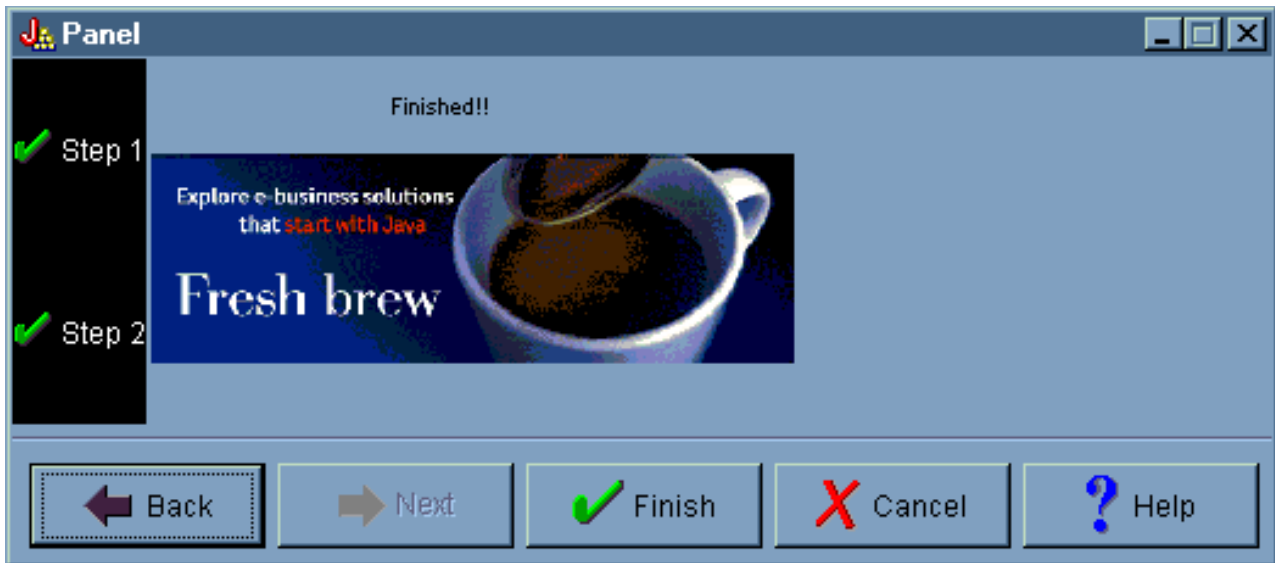 Panel
Finished!!
Step 1
Explore e-business solutions
that start with Java
Fresh brew
Step 2
Back
Next
Finish
Cancel
Help